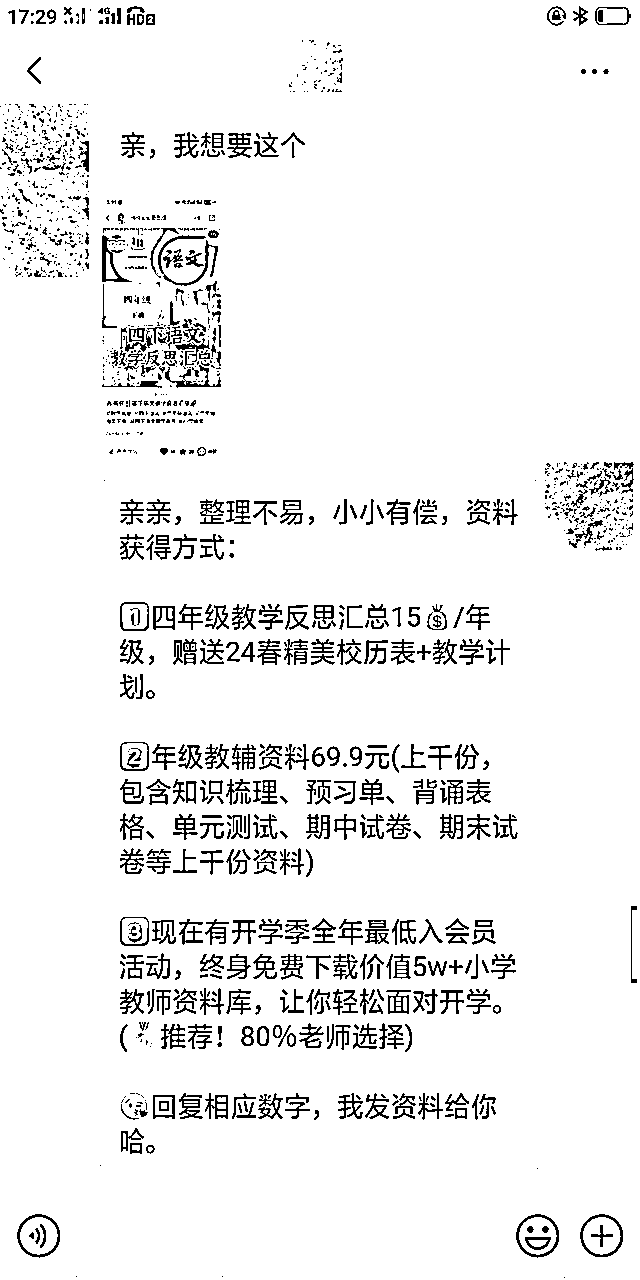 17:29
4G
HD2
亲，我想要这个
语文
四年级
下册
四下语文
教学反思汇总
亲亲，整理不易，小小有偿，资料
获得方式：
1四年级教学反思汇总15💰/年
级，赠送24春精美校历表+教学计
划。
2年级教辅资料69.9元(上千份，
包含知识梳理、预习单、背诵表
格、单元测试、期中试卷、期末试
卷等上千份资料)
3现在有开学季全年最低入会员
活动，终身免费下载价值5w+小学
教师资料库，让你轻松面对开学。
(✌推荐！80%老师选择)
😘回复相应数字，我发资料给你
哈。